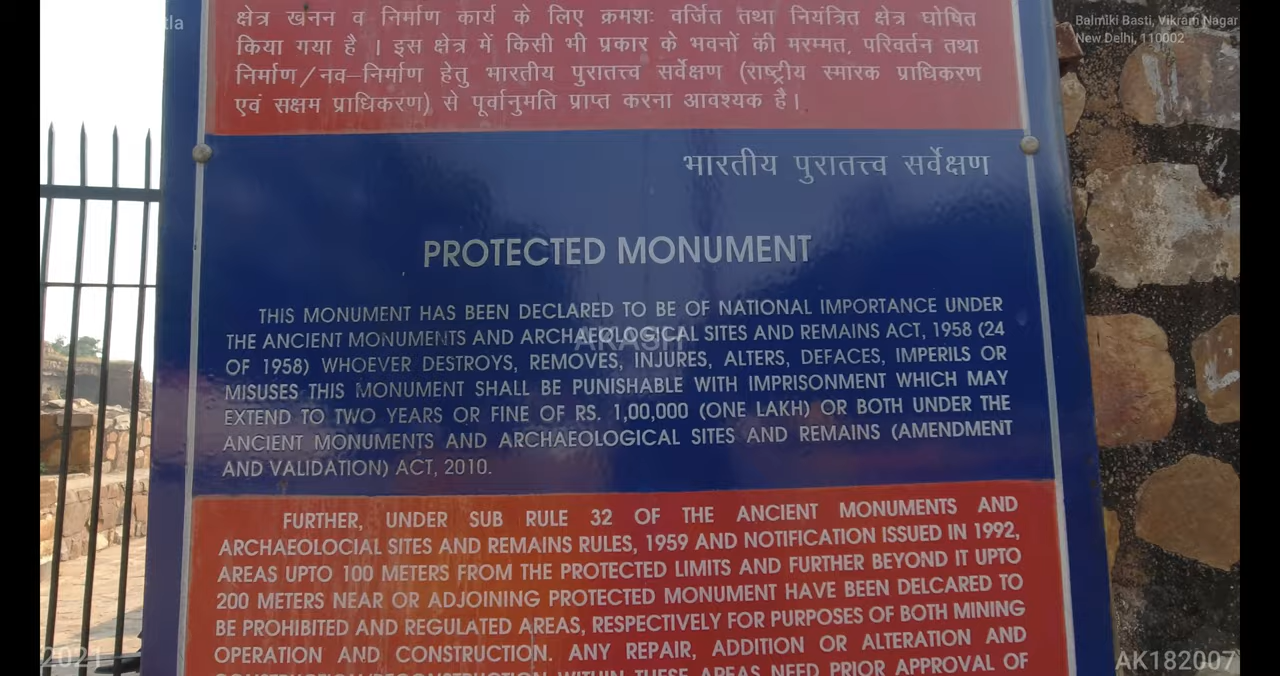 क्षेत्र खनन व निर्माण कार्य के लिए क्रमशः वर्जित तथा नियंत्रित क्षेत्र घोषित
किया गया है । इस क्षेत्र में किसी भी प्रकार के भवनों की मरम्मत, परिवर्तन तथा
निर्माण/नव–निर्माण हेतु भारतीय पुरातत्त्व सर्वेक्षण (राष्ट्रीय स्मारक प्राधिकरण
एवं सक्षम प्राधिकरण) से पूर्वानुमति प्राप्त करना आवश्यक है।
भारतीय पुरातत्त्व सर्वेक्षण
PROTECTED MONUMENT
THIS MONUMENT HAS BEEN DECLARED TO BE OF NATIONAL IMPORTANCE UNDER
THE ANCIENT MONUMENTS AND ARCHAEOLOGICAL SITES AND REMAINS ACT, 1958 (24
OF 1958) WHOEVER DESTROYS, REMOVES, INJURES, ALTERS, DEFACES, IMPERILS OR
MISUSES THIS MONUMENT SHALL BE PUNISHABLE WITH IMPRISONMENT WHICH MAY
EXTEND TO TWO YEARS OR FINE OF RS. 1,00,000 (ONE LAKH) OR BOTH UNDER THE
ANCIENT MONUMENTS AND ARCHAEOLOGICAL SITES AND REMAINS (AMENDMENT
AND VALIDATION) ACT, 2010.
FURTHER, UNDER SUB RULE 32 OF THE ANCIENT MONUMENTS AND
ARCHAEOLOCIAL SITES AND REMAINS RULES, 1959 AND NOTIFICATION ISSUED IN 1992,
AREAS UPTO 100 METERS FROM THE PROTECTED LIMITS AND FURTHER BEYOND IT UPTO
200 METERS NEAR OR ADJOINING PROTECTED MONUMENT HAVE BEEN DELCARED TO
BE PROHIBITED AND REGULATED AREAS, RESPECTIVELY FOR PURPOSES OF BOTH MINING
OPERATION AND CONSTRUCTION. ANY REPAIR, ADDITION OR ALTERATION AND
CONSTRUCTION/RECONSTRUCTION WITHIN THESE AREAS NEED PRIOR APPROVAL OF
Balmiki Basti, Vikram Nagar
New Delhi, 110002
2021
AK182007